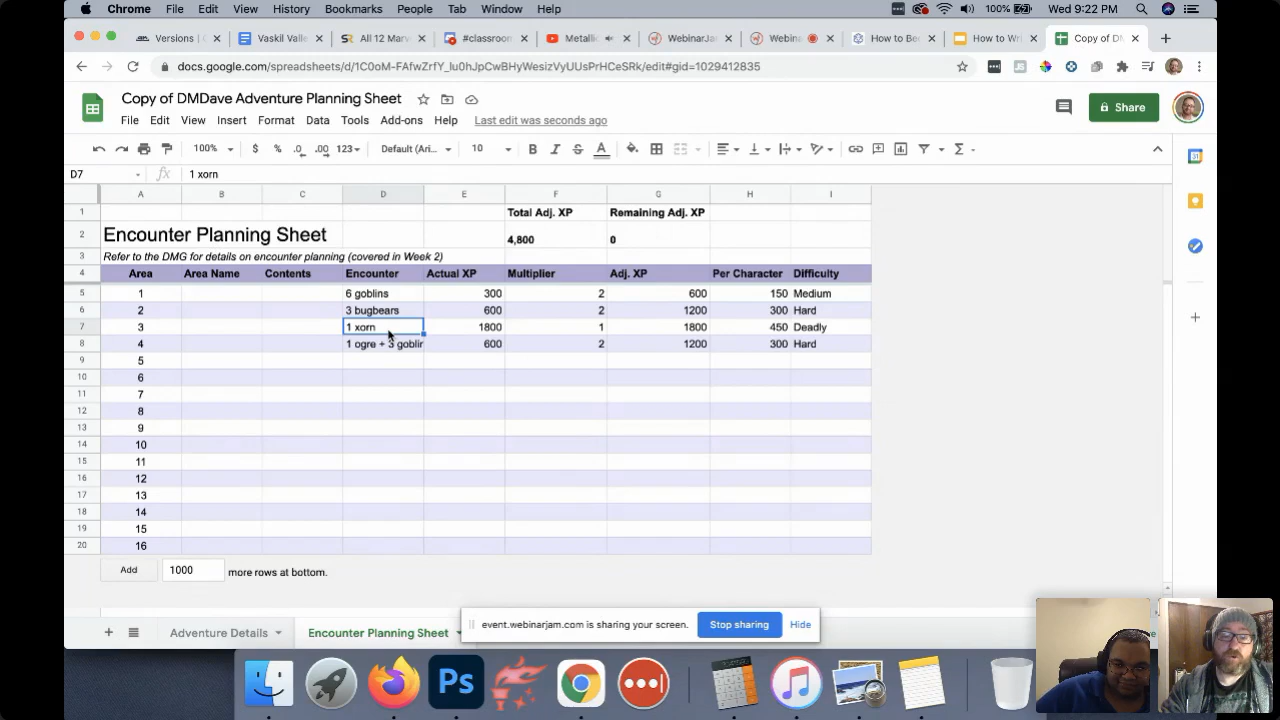 Chrome File Edit View History Bookmarks People Tab Window Help 100% Wed 9:22 PM
Versions | Vaskil Valle All 12 Marv #classroom Metallic WebinarJa Webin How to Bec How to Wri Copy of DM
docs.google.com/spreadsheets/d/1C0oM-FAfwZrfY_lu0hJpCwBHyWesizVyUUsPrHCeSRk/edit#gid=1029412835
Copy of DMDave Adventure Planning Sheet
Share
File Edit View Insert Format Data Tools Add-ons Help Last edit was seconds ago
100% $ % .0 .00 123 Default (Ari... 10 B I S A
D7 fx 1 xorn
A B C D E F G H I
1 Total Adj. XP Remaining Adj. XP
2 Encounter Planning Sheet 4,800 0
3 Refer to the DMG for details on encounter planning (covered in Week 2)
4 Area Area Name Contents Encounter Actual XP Multiplier Adj. XP Per Character Difficulty
5 1 6 goblins 300 2 600 150 Medium
6 2 3 bugbears 600 2 1200 300 Hard
7 3 1 xorn 1800 1 1800 450 Deadly
8 4 1 ogre + 3 goblin 600 2 1200 300 Hard
9 5
10 6
11 7
12 8
13 9
14 10
15 11
16 12
17 13
18 14
19 15
20 16
Add 1000 more rows at bottom.
event.webinarjam.com is sharing your screen. Stop sharing Hide
Adventure Details Encounter Planning Sheet
Ps